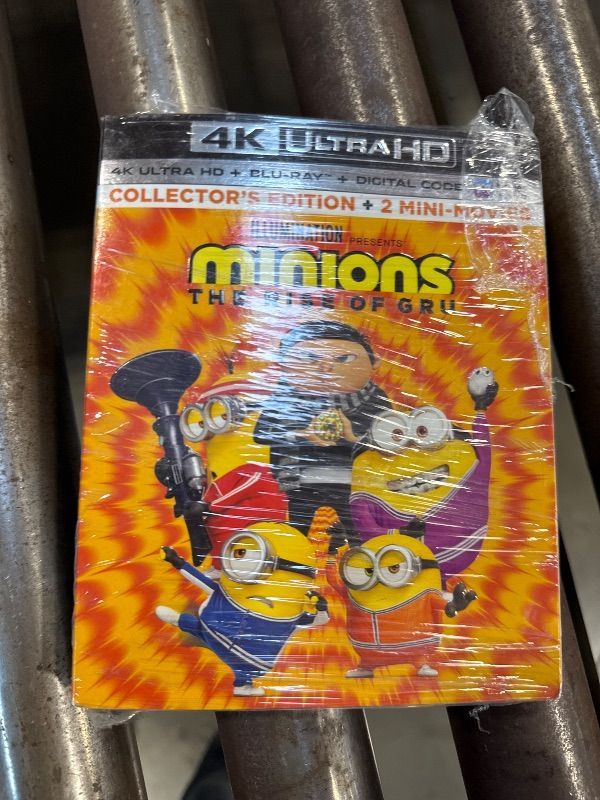 4K ULTRA HD
4K ULTRA HD + BLU-RAY™ + DIGITAL CODE
COLLECTOR'S EDITION + 2 MINI-MOVIES
ILLUMINATION PRESENTS
minions
THE RISE OF GRU